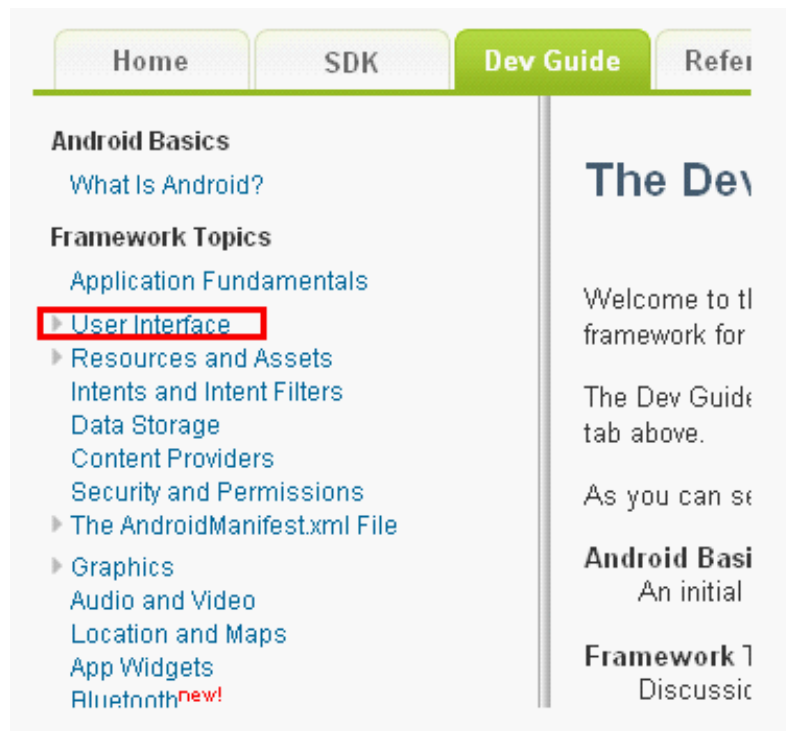 Home SDK Dev Guide
Android Basics
What Is Android?
Framework Topics
Application Fundamentals
User Interface
Resources and Assets
Intents and Intent Filters
Data Storage
Content Providers
Security and Permissions
The AndroidManifest.xml File
Graphics
Audio and Video
Location and Maps
App Widgets
Bluetooth new!
The Dev
Welcome to
framework for
The Dev Guide
tab above.
As you can
Android Basi
An initial
Framework
Discussic